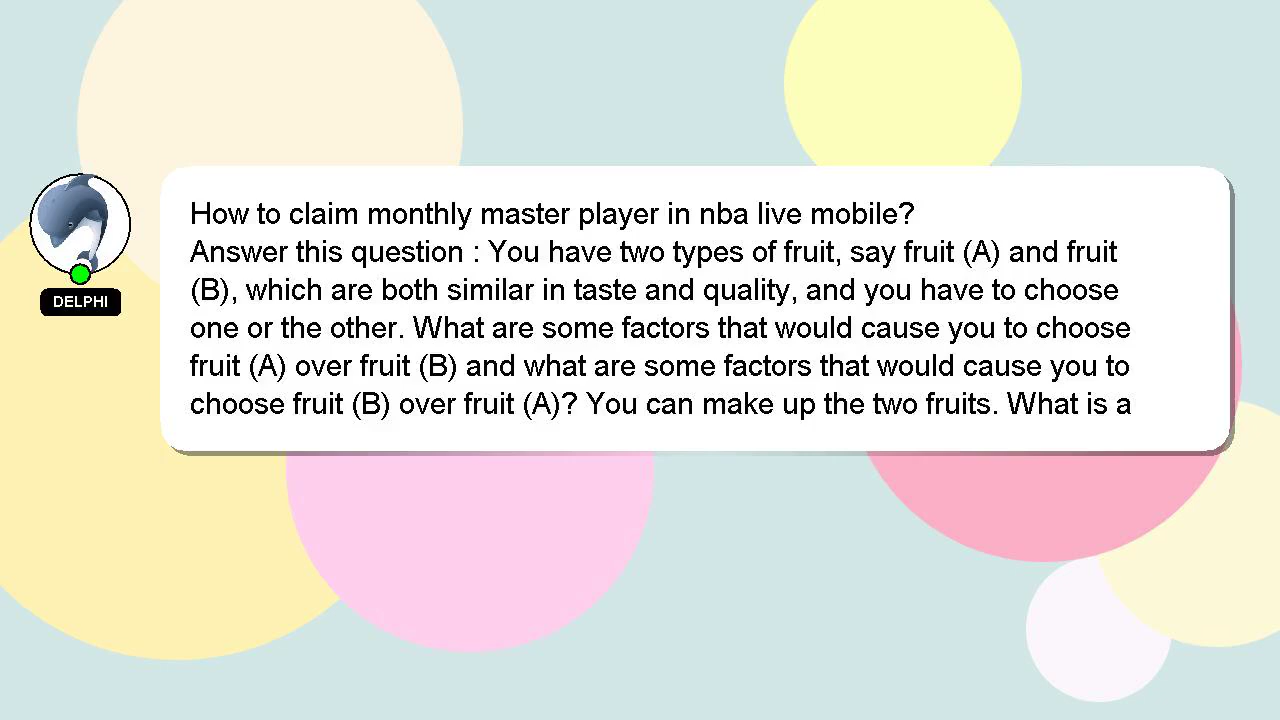 How to claim monthly master player in nba live mobile?
Answer this question : You have two types of fruit, say fruit (A) and fruit
(B), which are both similar in taste and quality, and you have to choose
one or the other. What are some factors that would cause you to choose
fruit (A) over fruit (B) and what are some factors that would cause you to
choose fruit (B) over fruit (A)? You can make up the two fruits. What is a
DELPHI